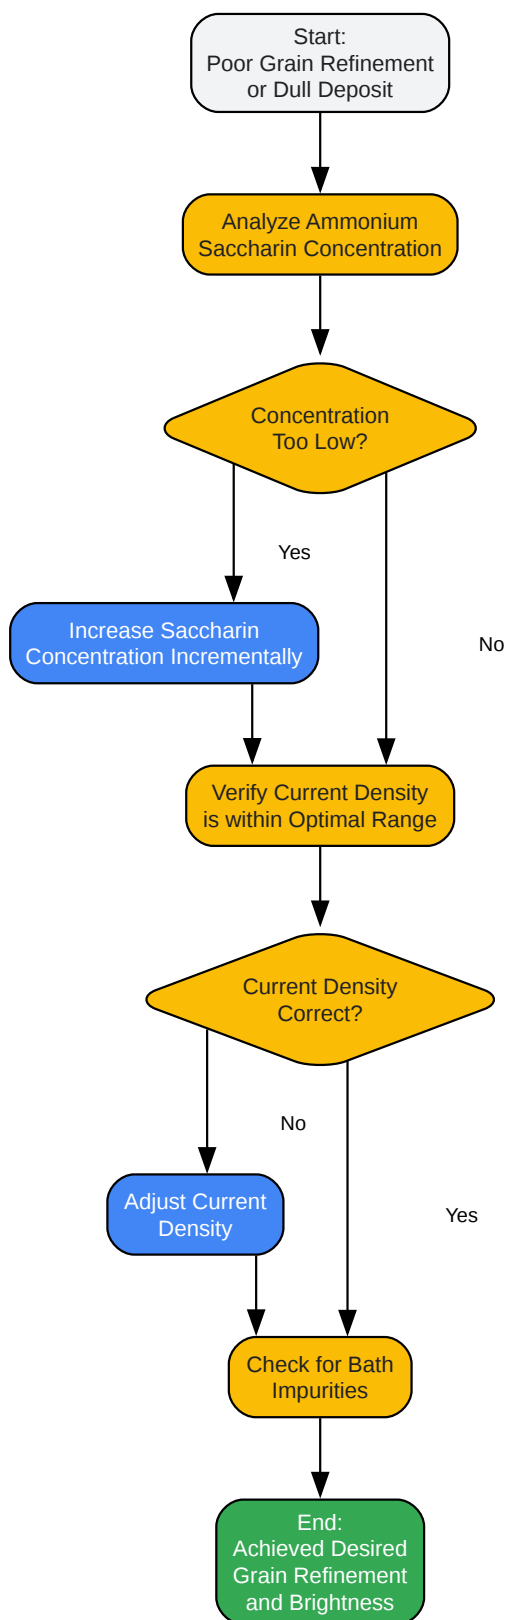 Start:
Poor Grain Refinement
or Dull Deposit
Analyze Ammonium
Saccharin Concentration
Concentration
Too Low?
Yes
Increase Saccharin
Concentration Incrementally
No
Verify Current Density
is within Optimal Range
Current Density
Correct?
No
Adjust Current
Density
Yes
Check for Bath
Impurities
End:
Achieved Desired
Grain Refinement
and Brightness